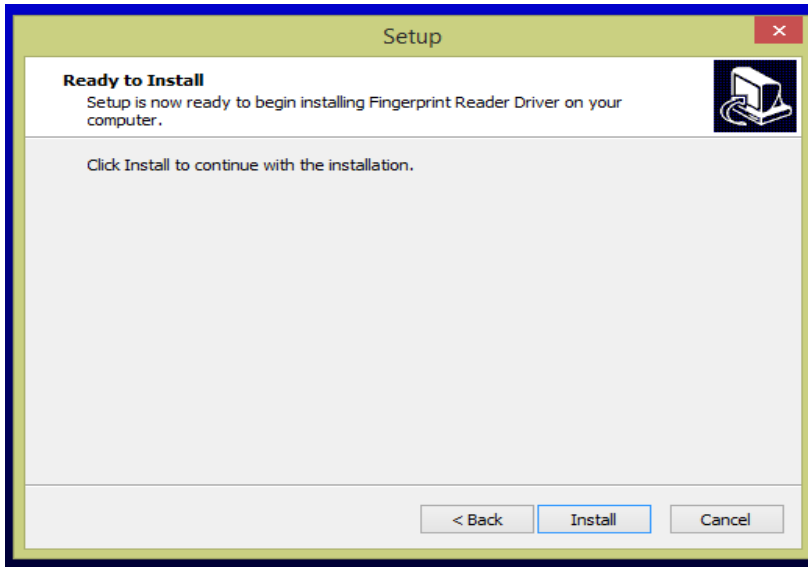 Setup
Ready to Install
Setup is now ready to begin installing Fingerprint Reader Driver on your
computer.
Click Install to continue with the installation.
< Back
Install
Cancel